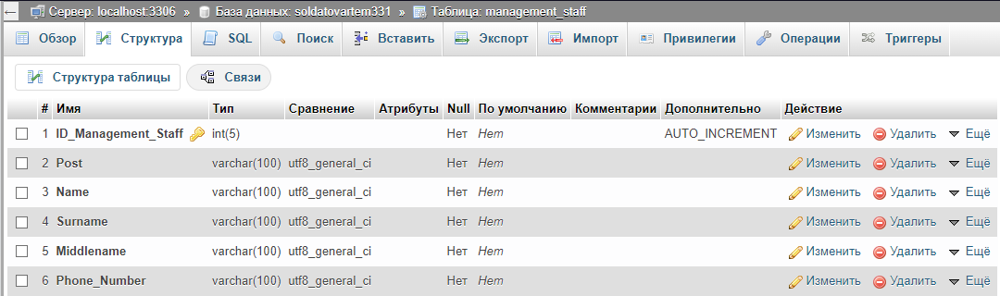 ← Сервер: localhost:3306 » База данных: soldatovartem331 » Таблица: management_staff
Обзор Структура SQL Поиск Вставить Экспорт Импорт Привилегии Операции Триггеры
Структура таблицы Связи
# Имя Тип Сравнение Атрибуты Null По умолчанию Комментарии Дополнительно Действие
1 ID_Management_Staff int(5) Нет Нет AUTO_INCREMENT Изменить Удалить Ещё
2 Post varchar(100) utf8_general_ci Нет Нет Изменить Удалить Ещё
3 Name varchar(100) utf8_general_ci Нет Нет Изменить Удалить Ещё
4 Surname varchar(100) utf8_general_ci Нет Нет Изменить Удалить Ещё
5 Middlename varchar(100) utf8_general_ci Нет Нет Изменить Удалить Ещё
6 Phone_Number varchar(100) utf8_general_ci Нет Нет Изменить Удалить Ещё